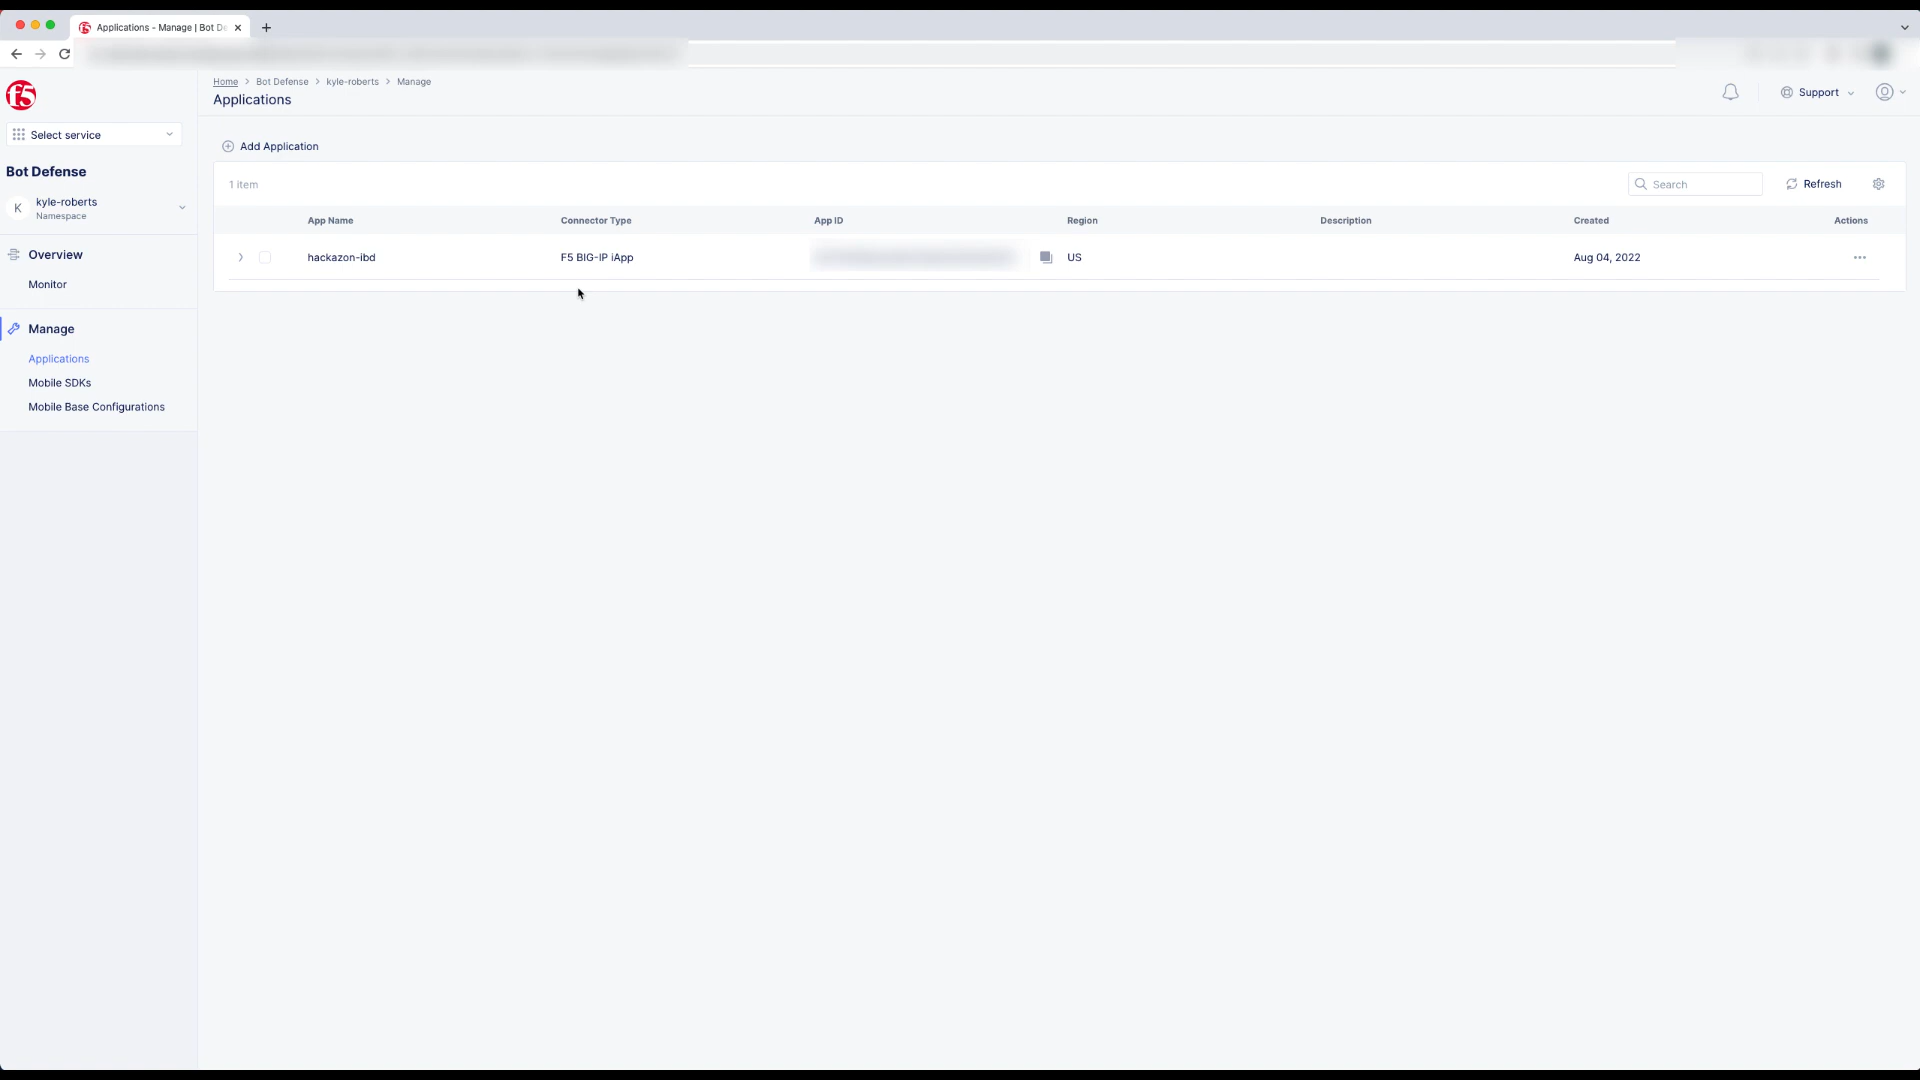 Applications - Manage | Bot De
Home > Bot Defense > kyle-roberts > Manage
Applications
Support
f5
Select service
Bot Defense
K
kyle-roberts
Namespace
Overview
Monitor
Manage
Applications
Mobile SDKs
Mobile Base Configurations
Add Application
1 item
Search
Refresh
App Name Connector Type App ID Region Description Created Actions
hackazon-ibd F5 BIG-IP iApp US Aug 04, 2022